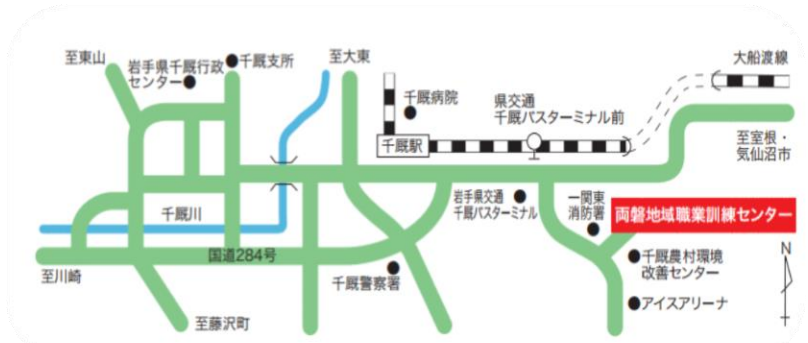 至東山
岩手県千厩行政
センター●
●千厩支所
至大東
大船渡線
千厩病院
県交通
千厩バスターミナル前
千厩駅
至室根・
気仙沼市
千厩川
岩手県交通
千厩バスターミナル
一関東
消防署
両磐地域職業訓練センター
国道284号
N
●千厩農村環境
改善センター
至川崎
千厩警察署
●アイスアリーナ
至藤沢町